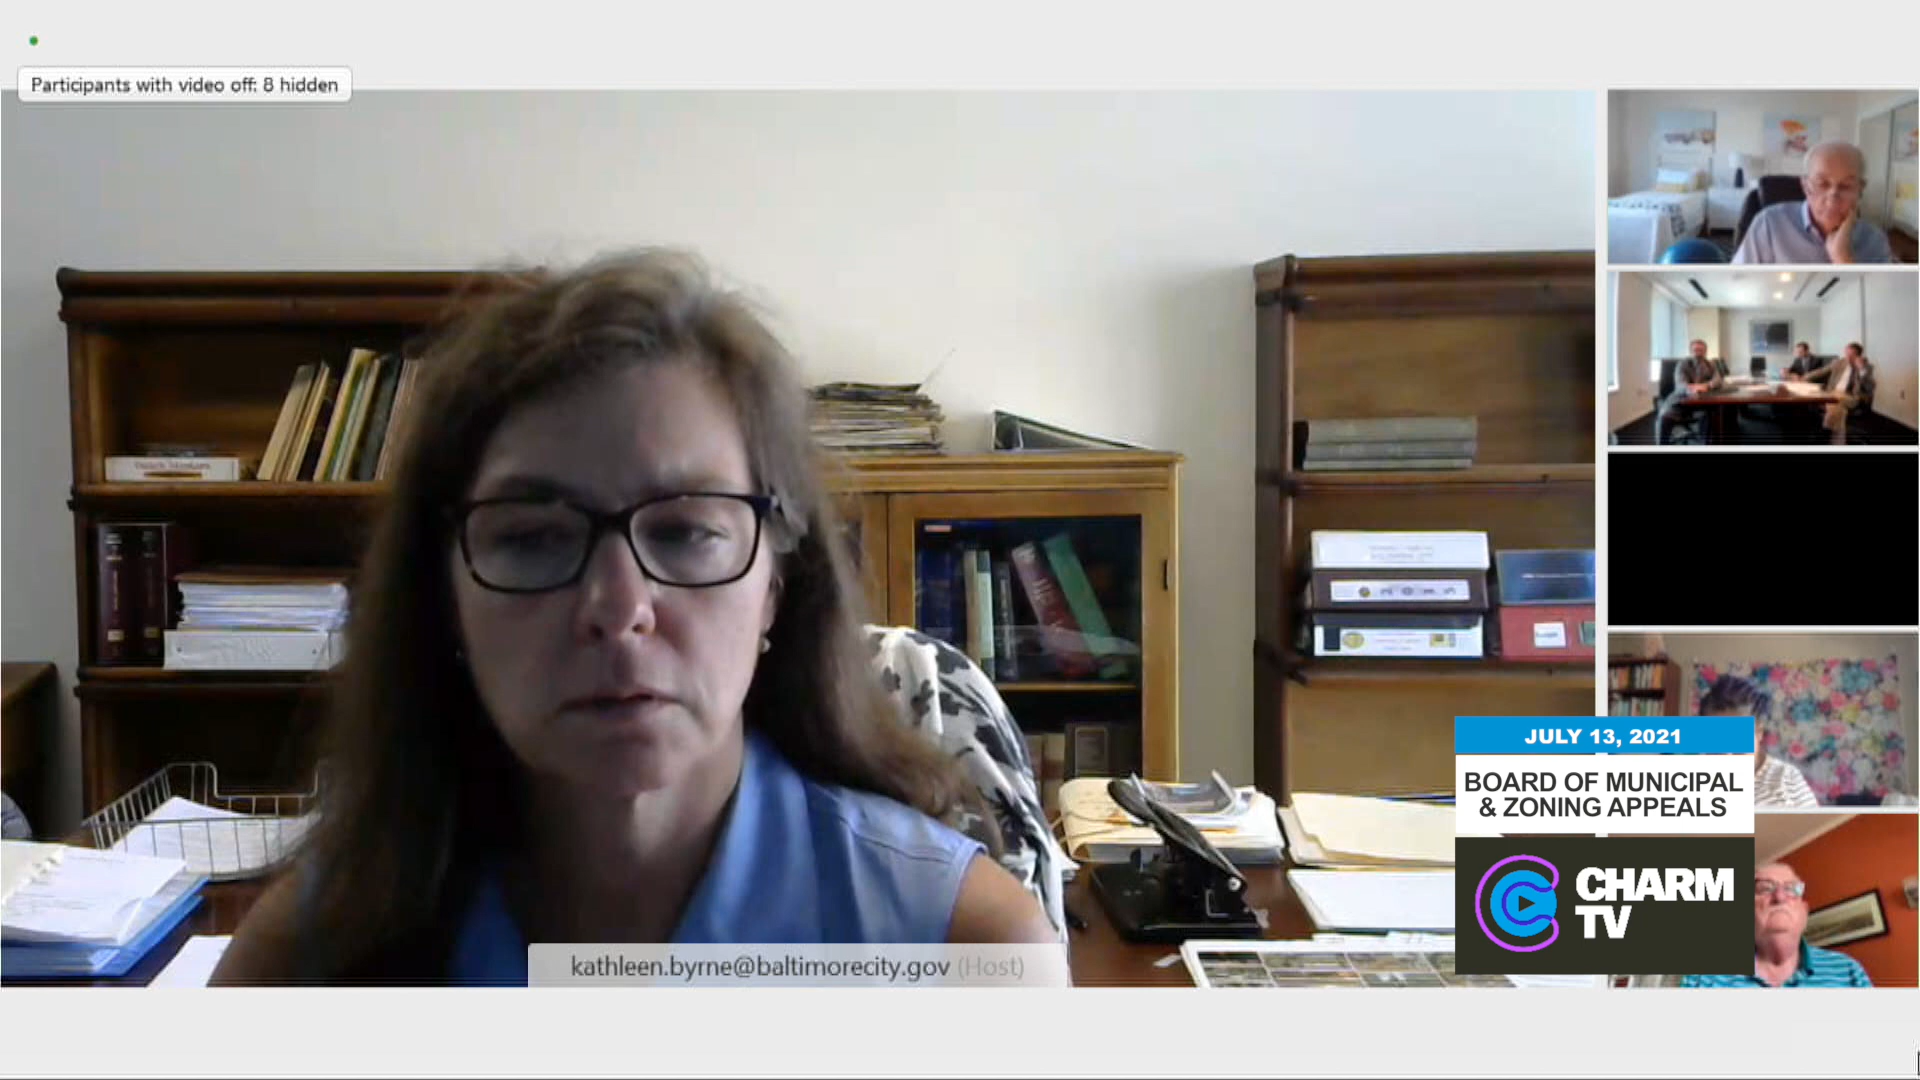 Participants with video off: 8 hidden
JULY 13, 2021
BOARD OF MUNICIPAL
& ZONING APPEALS
CHARM
TV
kathleen.byrne@baltimorecity.gov (Host)